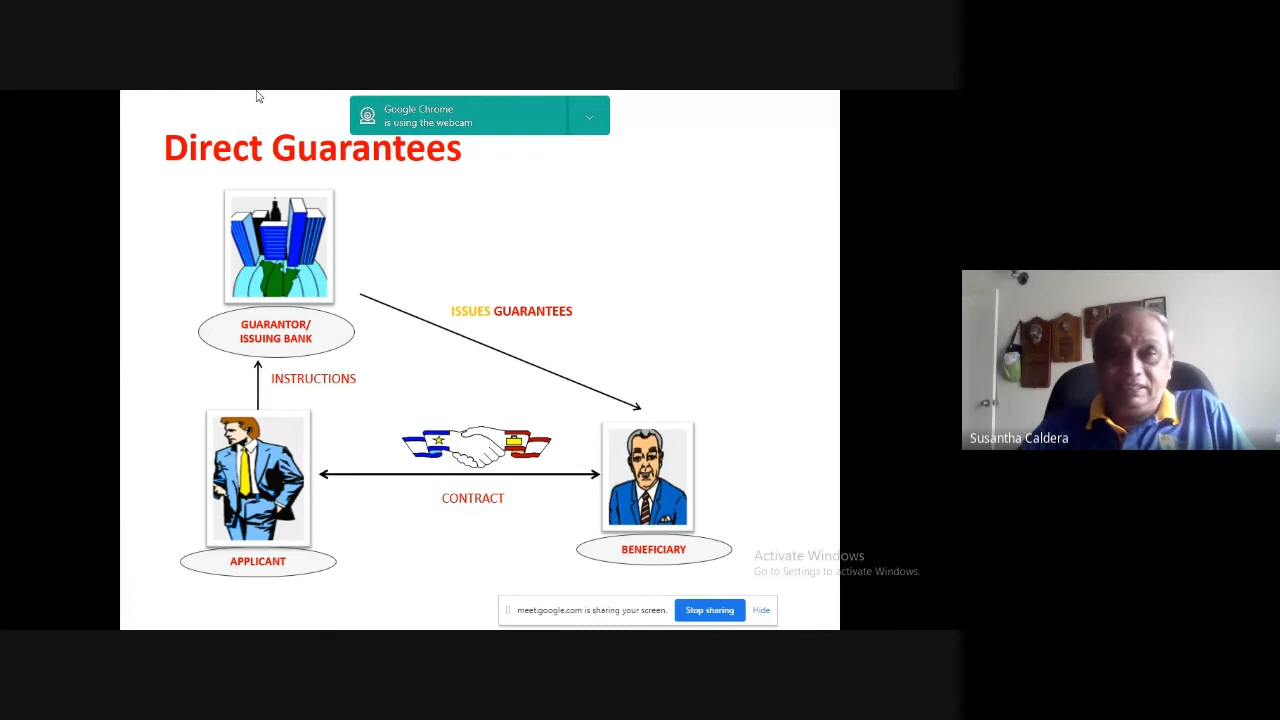 Google Chrome
is using the webcam
Direct Guarantees
ISSUES GUARANTEES
GUARANTOR/
ISSUING BANK
INSTRUCTIONS
CONTRACT
APPLICANT
BENEFICIARY
Susantha Caldera
Activate Windows
Go to Settings to activate Windows.
meet.google.com is sharing your screen.
Stop sharing
Hide